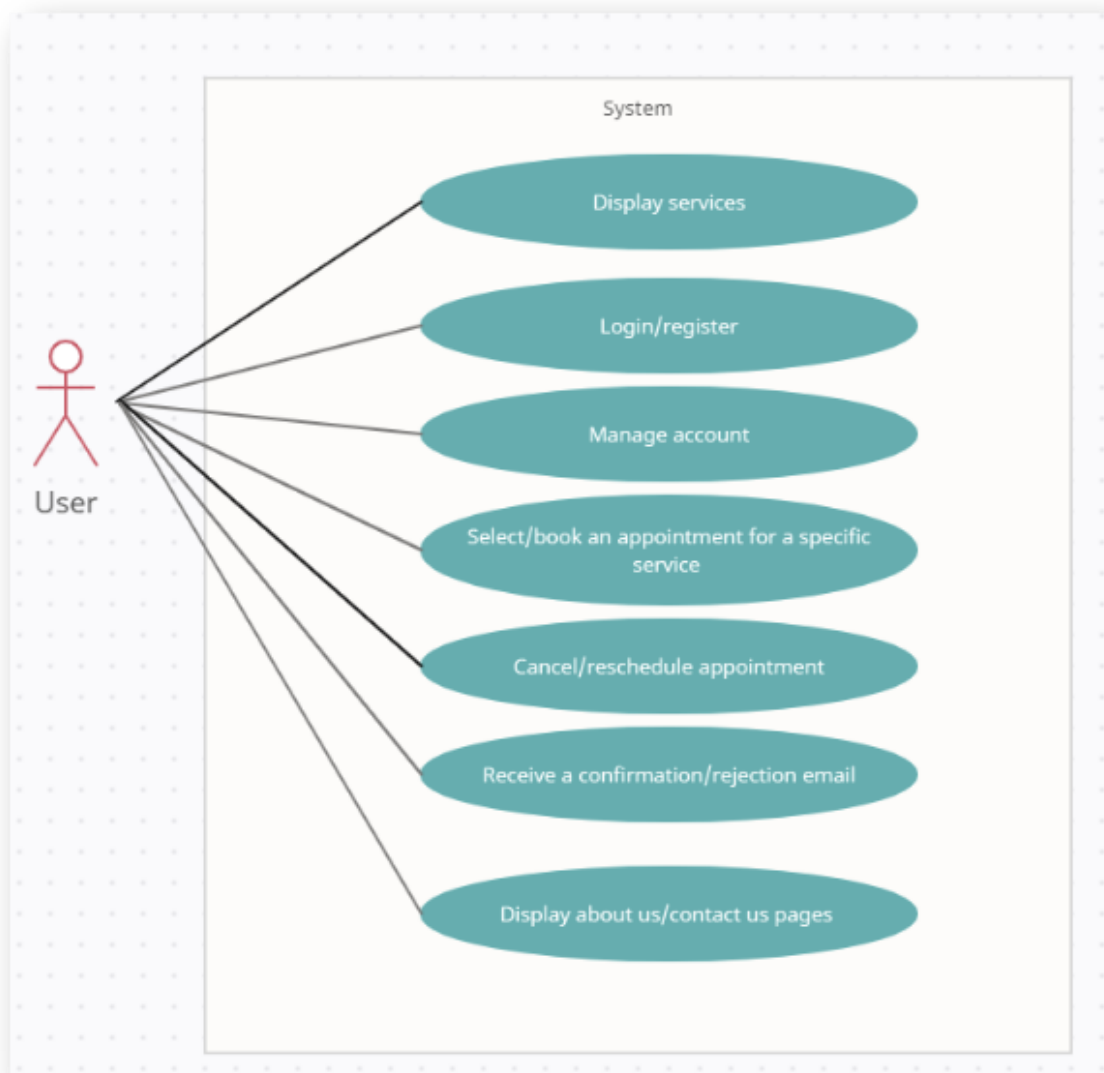 System
Display services
Login/register
Manage account
User
Select/book an appointment for a specific
service
Cancel/reschedule appointment
Receive a confirmation/rejection email
Display about us/contact us pages